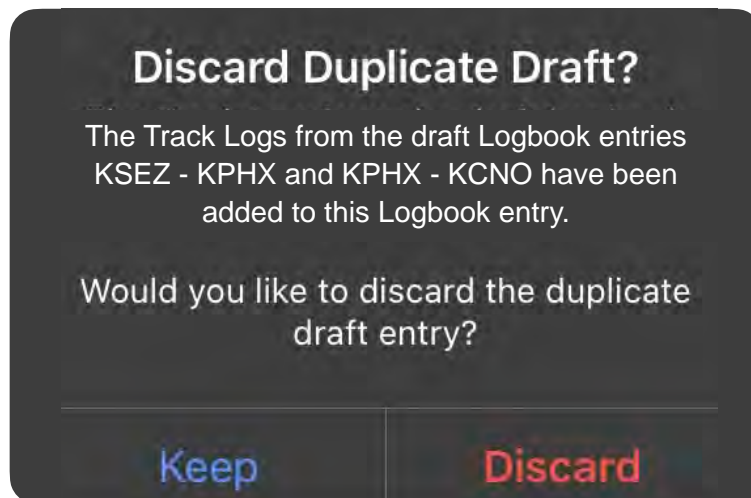 Discard Duplicate Draft?
The Track Logs from the draft Logbook entries
KSEZ - KPHX and KPHX - KCNO have been
added to this Logbook entry.
Would you like to discard the duplicate
draft entry?
Keep
Discard